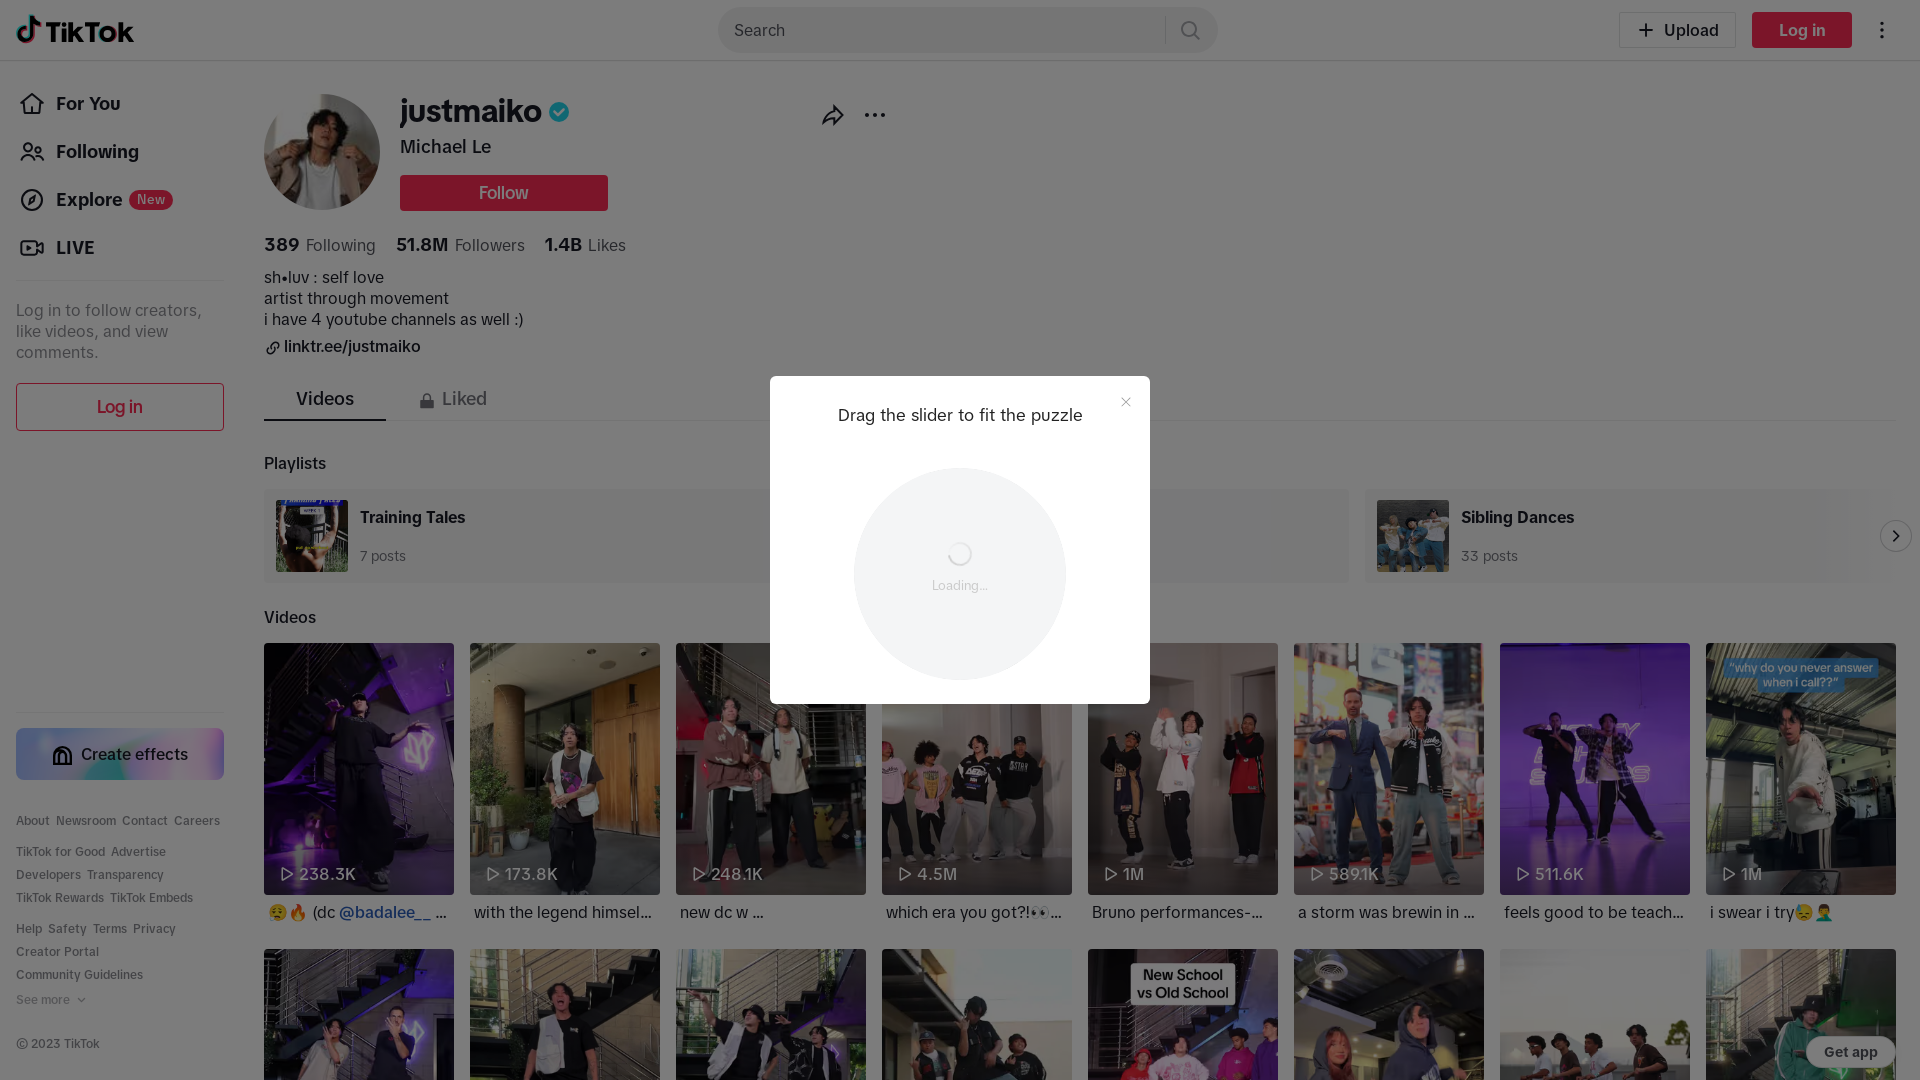 TikTok
Search
Upload
Log in
For You
Following
Explore New
LIVE
Log in to follow creators,
like videos, and view
comments.
Log in
Create effects
About Newsroom Contact Careers
TikTok for Good Advertise
Developers Transparency
TikTok Rewards TikTok Embeds
Help Safety Terms Privacy
Creator Portal
Community Guidelines
See more
© 2023 TikTok
justmaiko
Michael Le
Follow
389 Following 51.8M Followers 1.4B Likes
sh•luv : self love
artist through movement
i have 4 youtube channels as well :)
linktr.ee/justmaiko
Videos Liked
Drag the slider to fit the puzzle
Loading...
Playlists
Training Tales
7 posts
Sibling Dances
33 posts
Videos
"why do you never answer
when i call??"
238.3K
173.8K
248.1K
4.5M
1M
589.1K
511.6K
1M
😢🔥 (dc @badalee__ ...
with the legend himsel...
new dc w ...
which era you got?!👀...
Bruno performances-...
a storm was brewin in ...
feels good to be teach...
i swear i try😓🤦‍♂️
New School
vs Old School
Get app